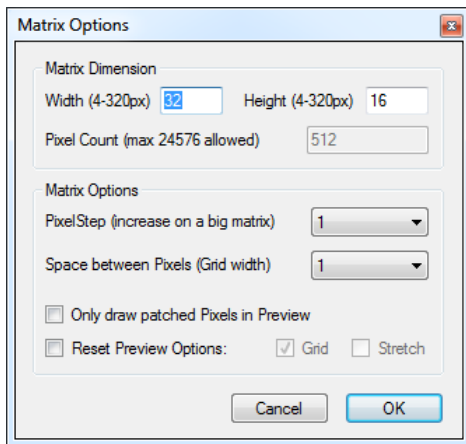 Matrix Options
Matrix Dimension
Width (4-320px) 32 Height (4-320px) 16
Pixel Count (max 24576 allowed) 512
Matrix Options
PixelStep (increase on a big matrix) 1
Space between Pixels (Grid width) 1
Only draw patched Pixels in Preview
Reset Preview Options: Grid Stretch
Cancel OK